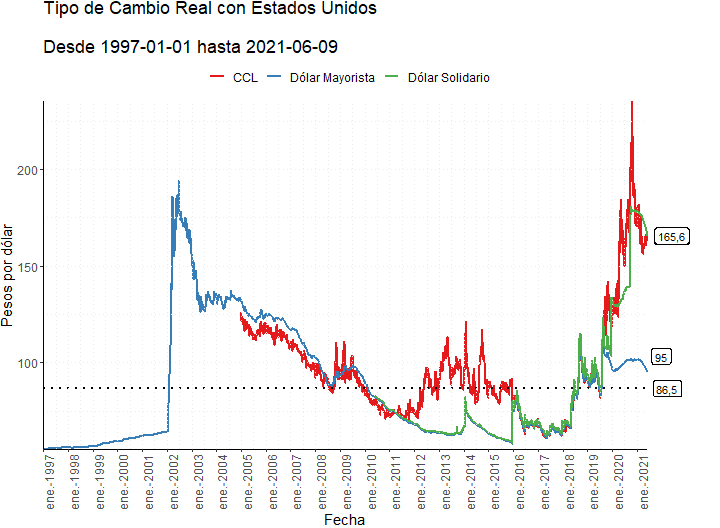 Tipo de Cambio Real con Estados Unidos
Desde 1997-01-01 hasta 2021-06-09
CCL Dólar Mayorista Dólar Solidario
Pesos por dólar
200
150
100
165,6
95
86,5
ene.-1997
ene.-1998
ene.-1999
ene.-2000
ene.-2001
ene.-2002
ene.-2003
ene.-2004
ene.-2005
ene.-2006
ene.-2007
ene.-2008
ene.-2009
ene.-2010
ene.-2011
ene.-2012
ene.-2013
ene.-2014
ene.-2015
ene.-2016
ene.-2017
ene.-2018
ene.-2019
ene.-2020
ene.-2021
Fecha